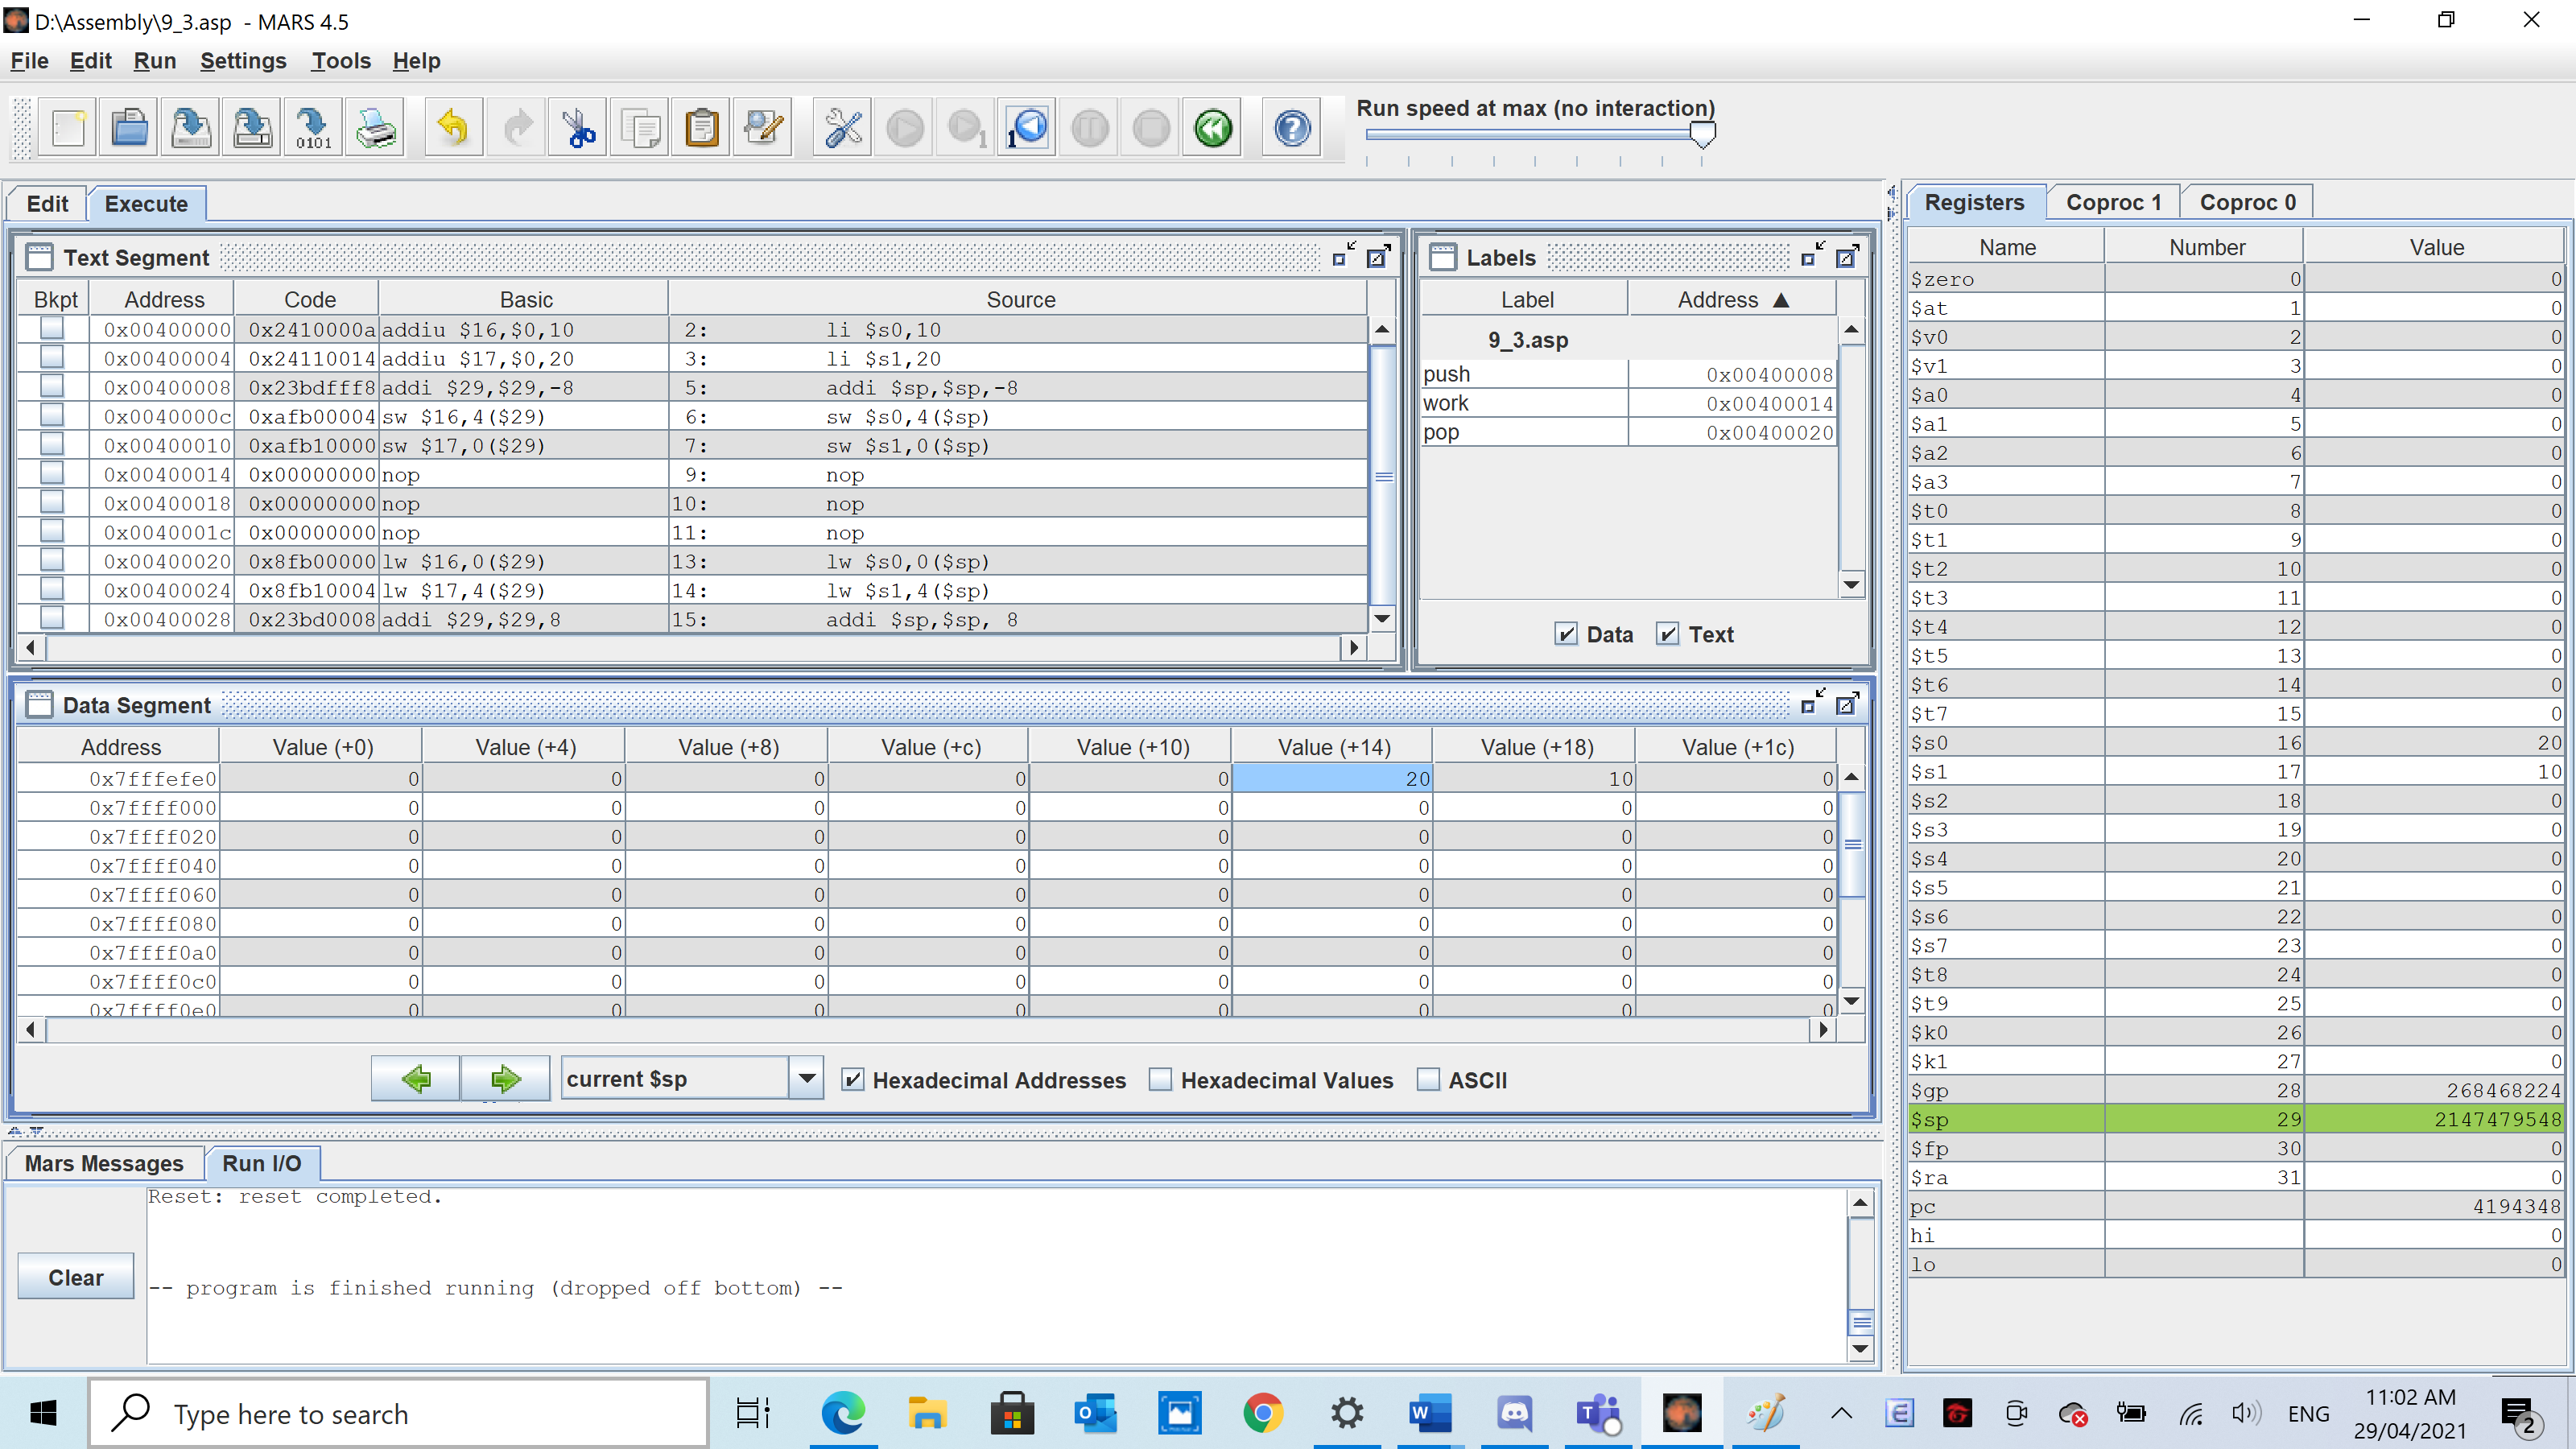 D:\Assembly\9_3.asp - MARS 4.5
File Edit Run Settings Tools Help
Run speed at max (no interaction)
Edit Execute
Text Segment
Bkpt Address Code Basic Source
0x00400000 0x2410000a addiu $16,$0,10 2: li $s0,10
0x00400004 0x24110014 addiu $17,$0,20 3: li $s1,20
0x00400008 0x23bdfff8 addi $29,$29,-8 5: addi $sp,$sp,-8
0x0040000c 0xafb00004 sw $16,4($29) 6: sw $s0,4($sp)
0x00400010 0xafb10000 sw $17,0($29) 7: sw $s1,0($sp)
0x00400014 0x00000000 nop 9: nop
0x00400018 0x00000000 nop 10: nop
0x0040001c 0x00000000 nop 11: nop
0x00400020 0x8fb00000 lw $16,0($29) 13: lw $s0,0($sp)
0x00400024 0x8fb10004 lw $17,4($29) 14: lw $s1,4($sp)
0x00400028 0x23bd0008 addi $29,$29,8 15: addi $sp,$sp, 8
Labels
Label Address ▲
9_3.asp
push 0x00400008
work 0x00400014
pop 0x00400020
Data Text
Data Segment
Address Value (+0) Value (+4) Value (+8) Value (+c) Value (+10) Value (+14) Value (+18) Value (+1c)
0x7fffefe0 0 0 0 0 0 20 10 0
0x7ffff000 0 0 0 0 0 0 0 0
0x7ffff020 0 0 0 0 0 0 0 0
0x7ffff040 0 0 0 0 0 0 0 0
0x7ffff060 0 0 0 0 0 0 0 0
0x7ffff080 0 0 0 0 0 0 0 0
0x7ffff0a0 0 0 0 0 0 0 0 0
0x7ffff0c0 0 0 0 0 0 0 0 0
0x7ffff0e0 0 0 0 0 0 0 0 0
current $sp Hexadecimal Addresses Hexadecimal Values ASCII
Mars Messages Run I/O
Reset: reset completed.
-- program is finished running (dropped off bottom) --
Clear
Registers Coproc 1 Coproc 0
Name Number Value
$zero 0 0
$at 1 0
$v0 2 0
$v1 3 0
$a0 4 0
$a1 5 0
$a2 6 0
$a3 7 0
$t0 8 0
$t1 9 0
$t2 10 0
$t3 11 0
$t4 12 0
$t5 13 0
$t6 14 0
$t7 15 0
$s0 16 20
$s1 17 10
$s2 18 0
$s3 19 0
$s4 20 0
$s5 21 0
$s6 22 0
$s7 23 0
$t8 24 0
$t9 25 0
$k0 26 0
$k1 27 0
$gp 28 268468224
$sp 29 2147479548
$fp 30 0
$ra 31 0
pc 4194348
hi 0
lo 0
Type here to search
ENG
11:02 AM
29/04/2021
2